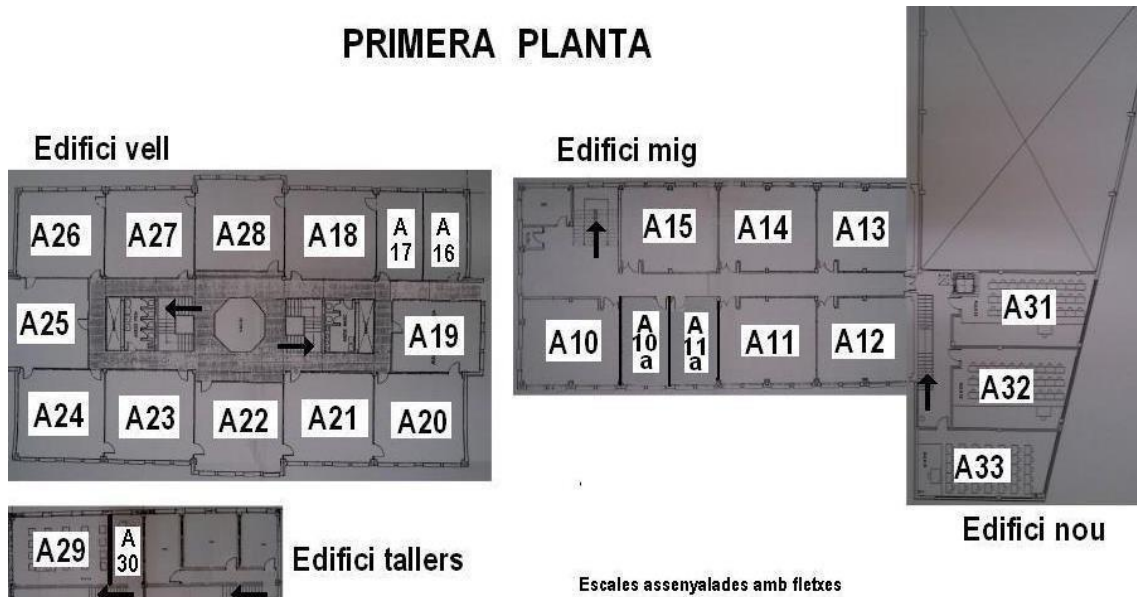 PRIMERA PLANTA
Edifici vell
A26
A27
A28
A18
A
17
A
16
A25
A19
A24
A23
A22
A21
A20
Edifici mig
A15
A14
A13
A10
A
10
a
A
11
a
A11
A12
A31
A32
A33
Edifici nou
A29
A
30
Edifici tallers
Escales assenyalades amb fletxes